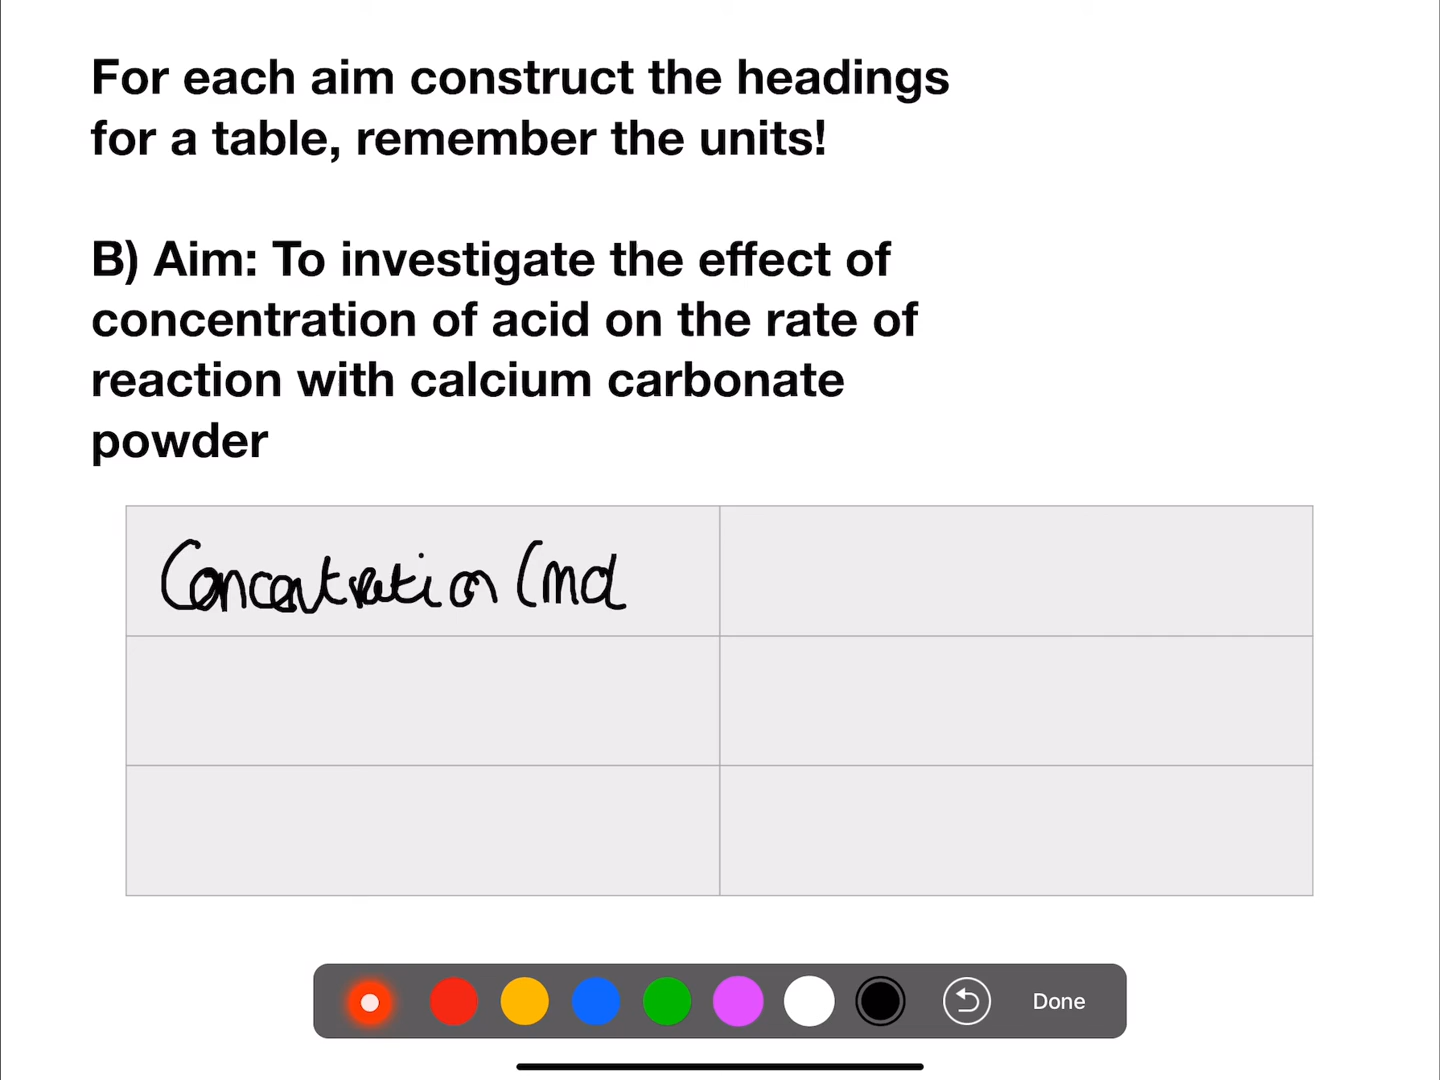 For each aim construct the headings
for a table, remember the units!
B) Aim: To investigate the effect of
concentration of acid on the rate of
reaction with calcium carbonate
powder
Concentration (mol
Done